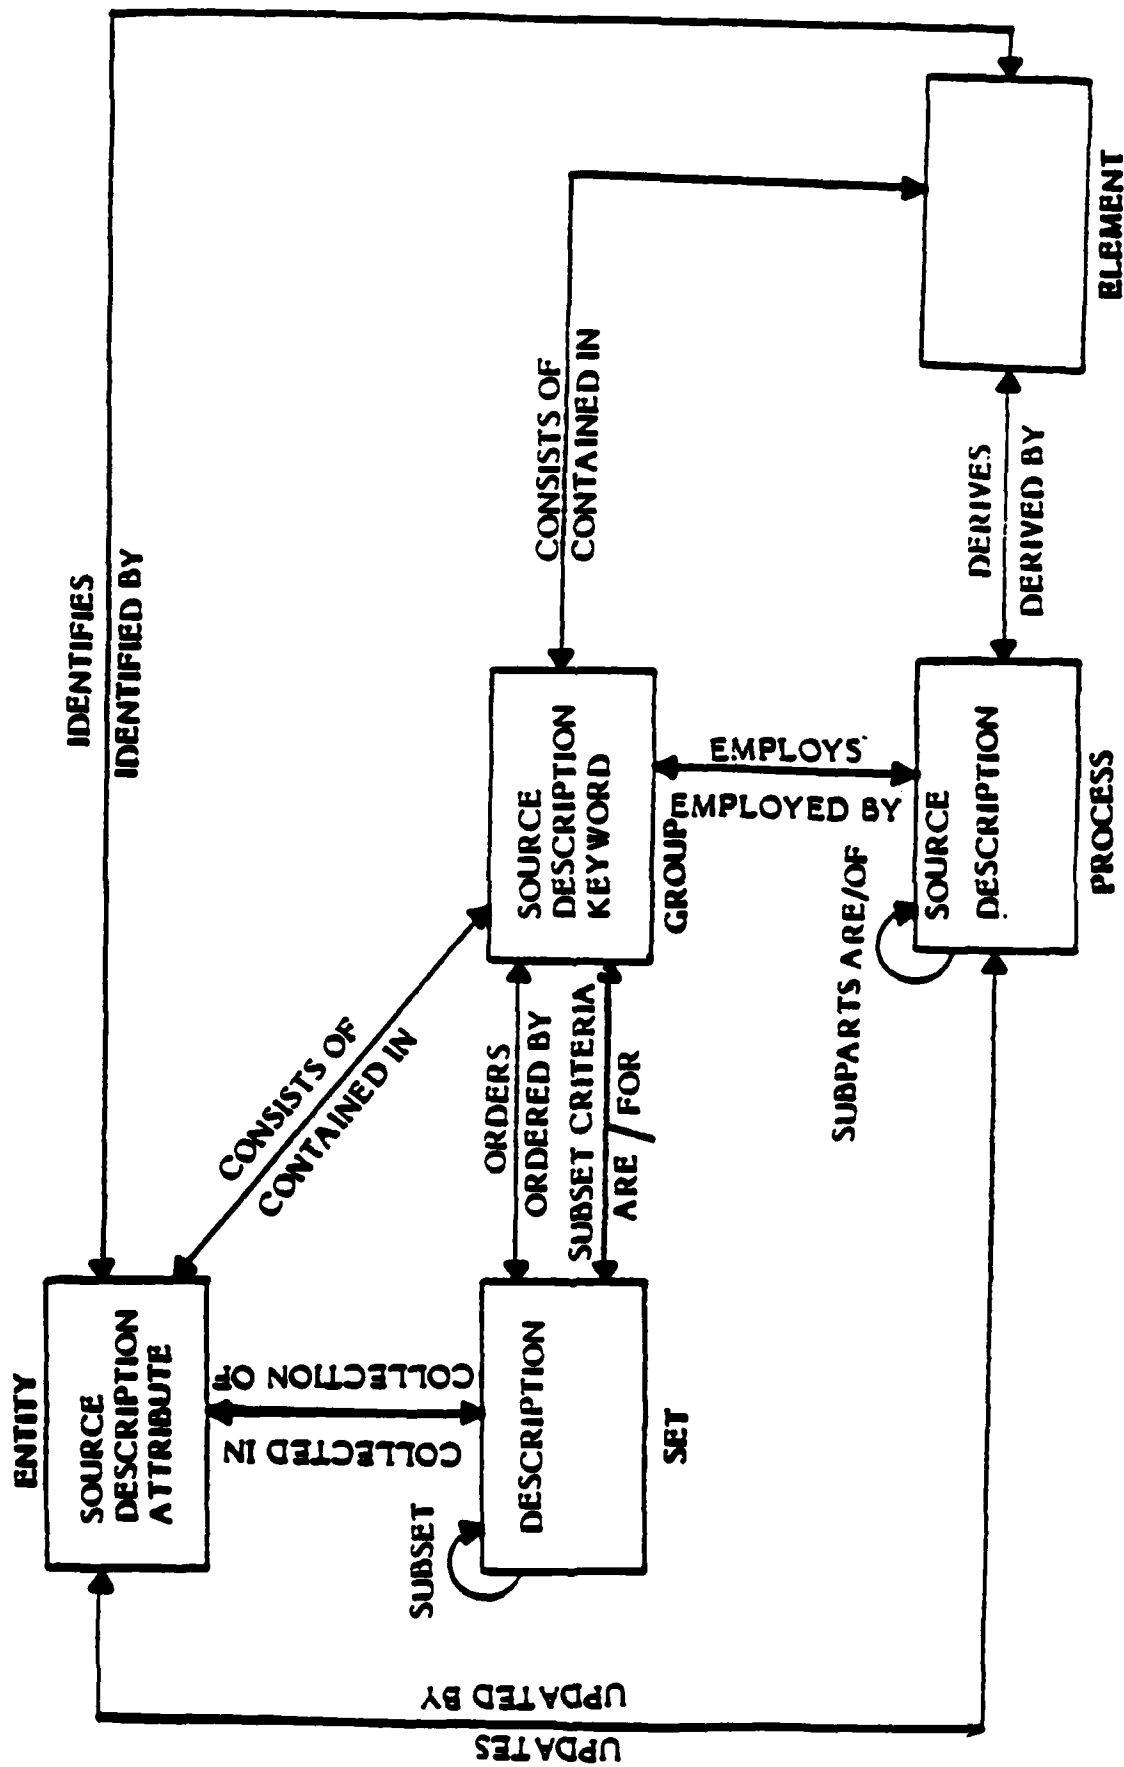 ENTITY
SOURCE
DESCRIPTION
ATTRIBUTE
IDENTIFIES
IDENTIFIED BY
CONSISTS OF
CONTAINED IN
COLLECTED IN
COLLECTION OF
UPDATES
UPDATED BY
SUBSET
DESCRIPTION
SET
ORDERS
ORDERED BY
SUBSET CRITERIA
ARE / FOR
SOURCE
DESCRIPTION
KEYWORD
GROUP
CONSISTS OF
CONTAINED IN
EMPLOYS
EMPLOYED BY
SUBPARTS ARE/OF
SOURCE
DESCRIPTION
PROCESS
DERIVES
DERIVED BY
ELEMENT